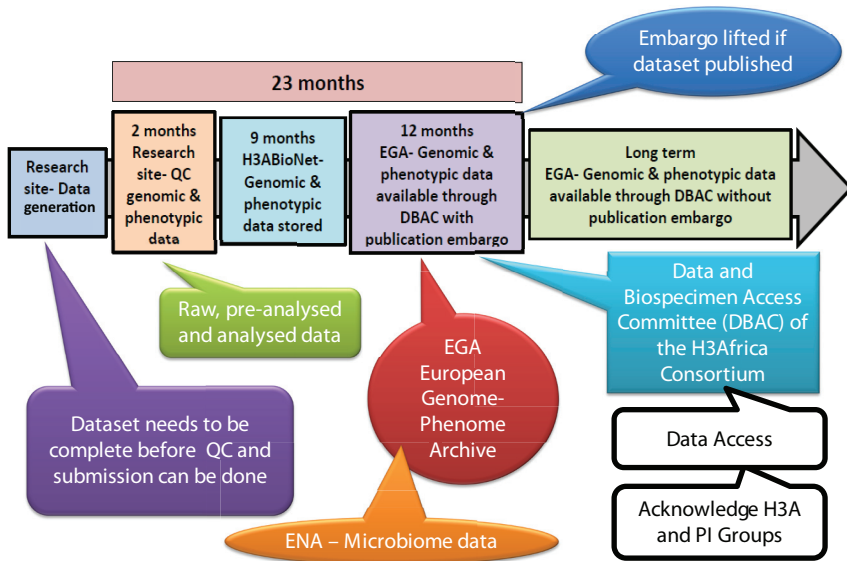 Embargo lifted if
dataset published
23 months
Research
site- Data
generation
2 months
Research
site- QC
genomic &
phenotypic
data
9 months
H3ABioNet-
Genomic &
phenotypic
data stored
12 months
EGA- Genomic &
phenotypic data
available through
DBAC with
publication embargo
Long term
EGA- Genomic & phenotypic data
available through DBAC without
publication embargo
Raw, pre-analysed
and analysed data
Dataset needs to be
complete before QC and
submission can be done
EGA
European
Genome-
Phenome
Archive
ENA – Microbiome data
Data and
Biospecimen Access
Committee (DBAC) of
the H3Africa
Consortium
Data Access
Acknowledge H3A
and PI Groups